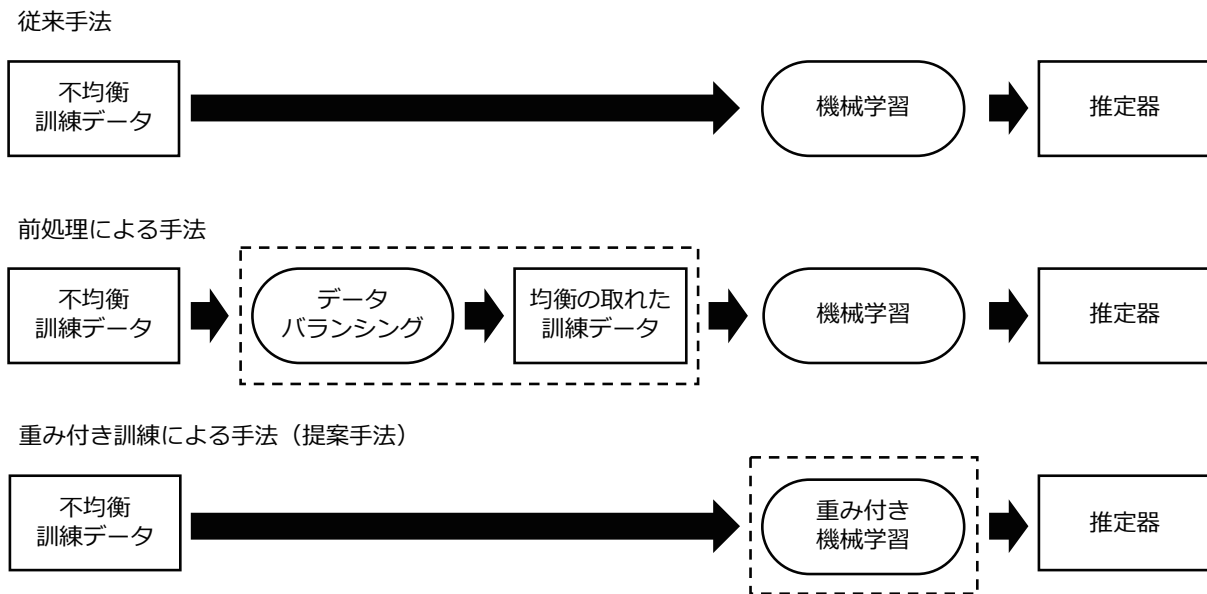 従来手法
不均衡
訓練データ
機械学習
推定器
前処理による手法
不均衡
訓練データ
データ
バランシング
均衡の取れた
訓練データ
機械学習
推定器
重み付き訓練による手法（提案手法）
不均衡
訓練データ
重み付き
機械学習
推定器